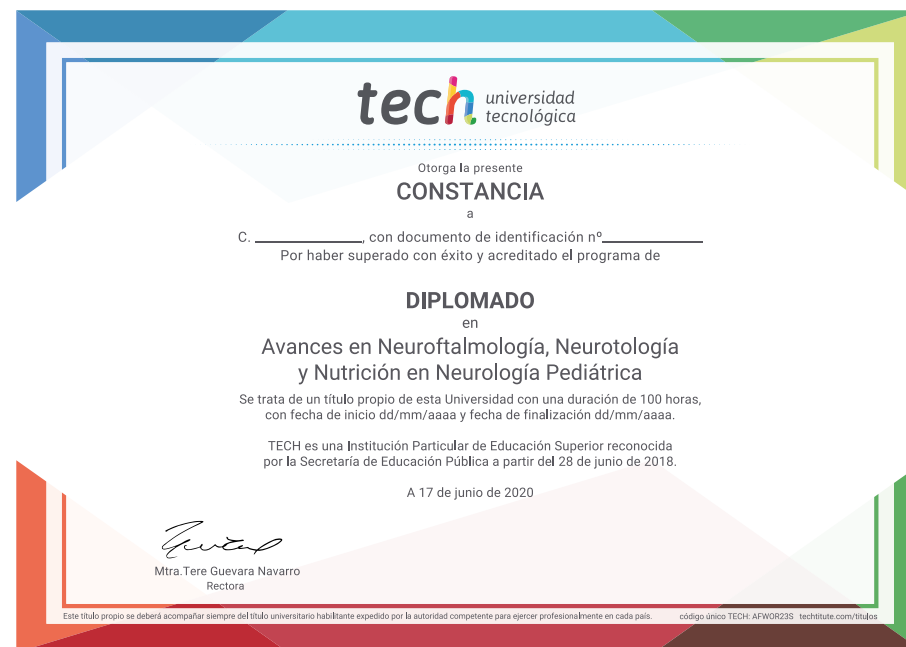 tech universidad
tecnológica
Otorga la presente
CONSTANCIA
a
C. ____________, con documento de identificación nº____________
Por haber superado con éxito y acreditado el programa de
DIPLOMADO
en
Avances en Neuroftalmología, Neurotología
y Nutrición en Neurología Pediátrica
Se trata de un título propio de esta Universidad con una duración de 100 horas,
con fecha de inicio dd/mm/aaaa y fecha de finalización dd/mm/aaaa.
TECH es una Institución Particular de Educación Superior reconocida
por la Secretaría de Educación Pública a partir del 28 de junio de 2018.
A 17 de junio de 2020
Mtra.Tere Guevara Navarro
Rectora
Este título propio se deberá acompañar siempre del título universitario habilitante expedido por la autoridad competente para ejercer profesionalmente en cada país. código único TECH: AFWOR23S techtitute.com/titulos